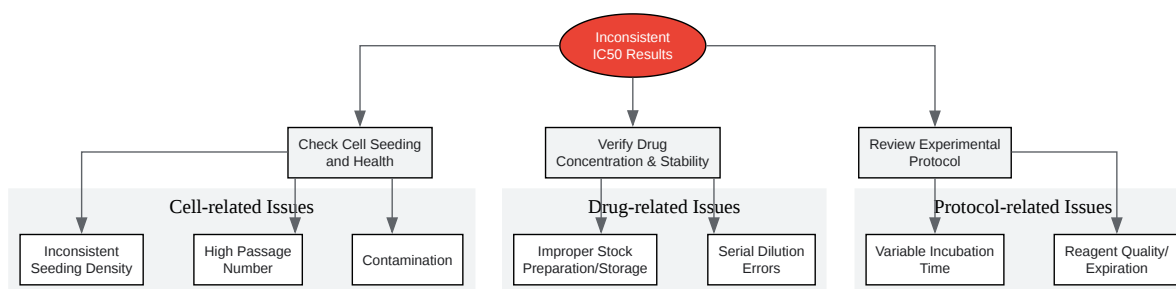 Inconsistent
IC50 Results
Check Cell Seeding
and Health
Verify Drug
Concentration & Stability
Review Experimental
Protocol
Cell-related Issues
Drug-related Issues
Protocol-related Issues
Inconsistent
Seeding Density
High Passage
Number
Contamination
Improper Stock
Preparation/Storage
Serial Dilution
Errors
Variable Incubation
Time
Reagent Quality/
Expiration